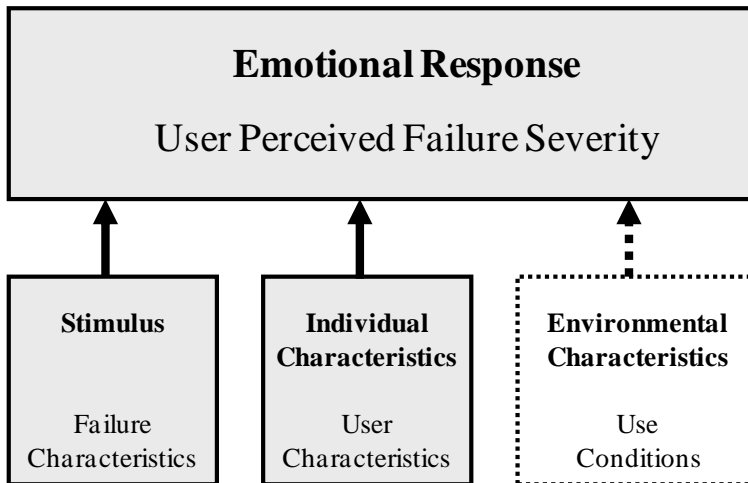 Emotional Response
User Perceived Failure Severity
Stimulus
Failure
Characteristics
Individual
Characteristics
User
Characteristics
Environmental
Characteristics
Use
Conditions